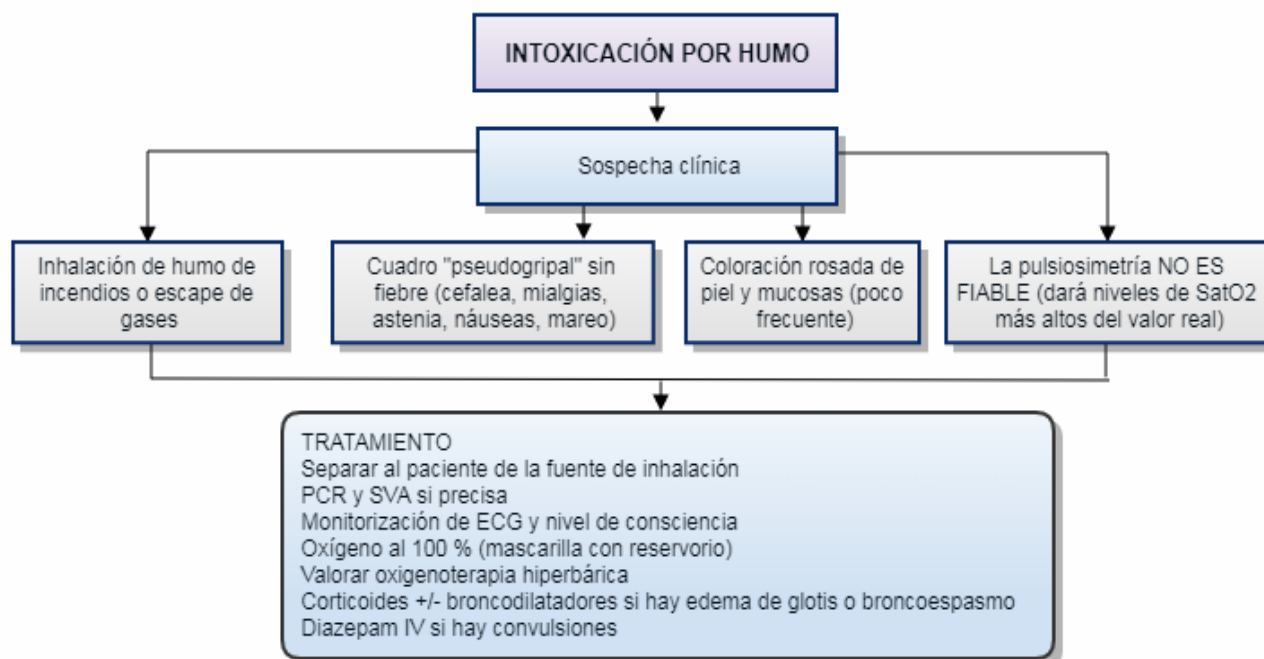 INTOXICACIÓN POR HUMO
Sospecha clínica
Inhalación de humo de
incendios o escape de
gases
Cuadro "pseudogripal" sin
fiebre (cefalea, mialgias,
astenia, náuseas, mareo)
Coloración rosada de
piel y mucosas (poco
frecuente)
La pulsiosimetría NO ES
FIABLE (dará niveles de SatO2
más altos del valor real)
TRATAMIENTO
Separar al paciente de la fuente de inhalación
PCR y SVA si precisa
Monitorización de ECG y nivel de consciencia
Oxígeno al 100 % (mascarilla con reservorio)
Valorar oxigenoterapia hiperbárica
Corticoides +/- broncodilatadores si hay edema de glotis o broncoespasmo
Diazepam IV si hay convulsiones